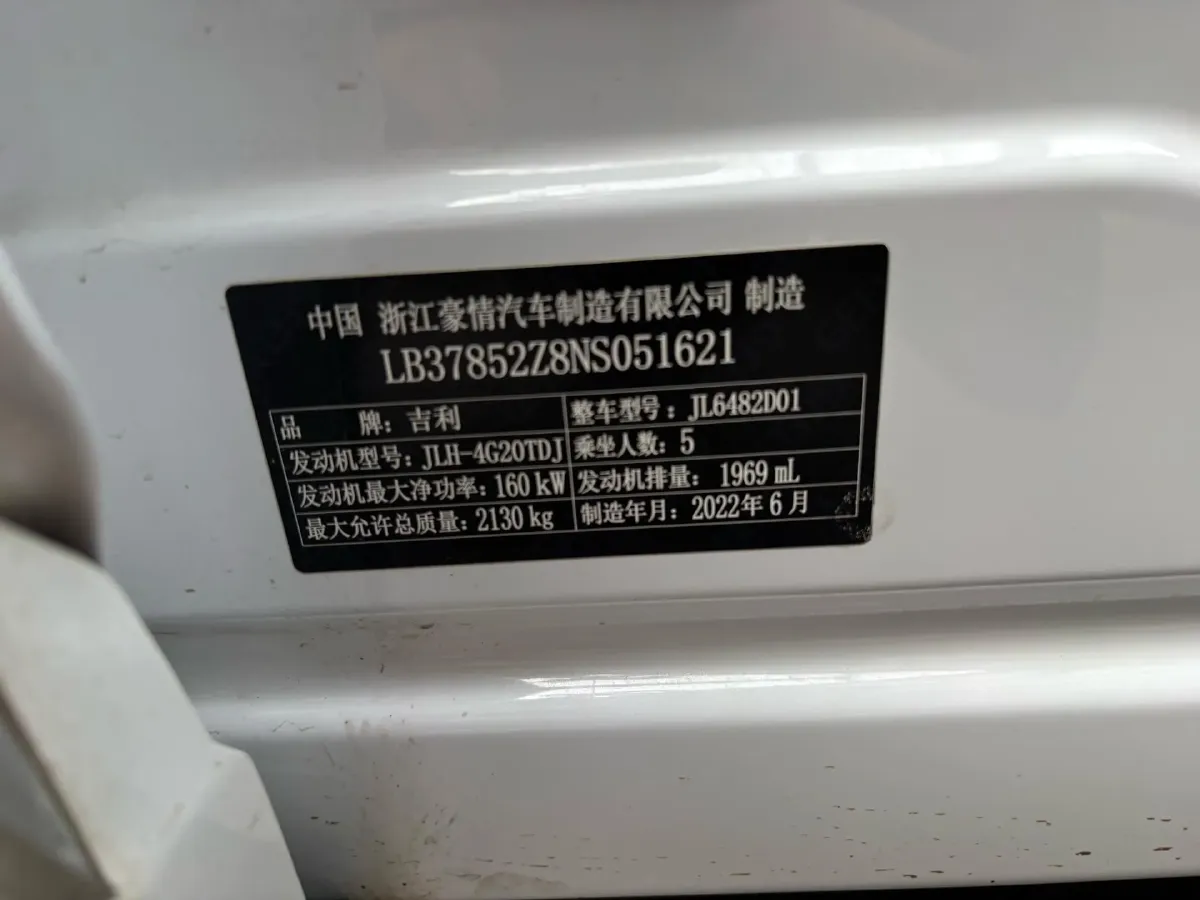 中国 浙江豪情汽车制造有限公司 制造
LB37852Z8NS051621
品 牌: 吉利 整车型号: JL6482D01
发动机型号: JLH-4G20TDJ 乘坐人数: 5
发动机最大净功率: 160 kW 发动机排量: 1969 mL
最大允许总质量: 2130 kg 制造年月: 2022年6月